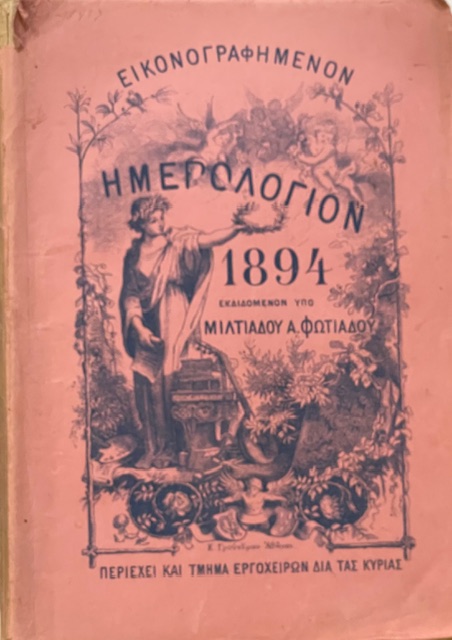 ΕΙΚΟΝΟΓΡΑΦΗΜΕΝΟΝ
ΗΜΕΡΟΛΟΓΙΟΝ
1894
ΕΚΔΙΔΟΜΕΝΟΝ ΥΠΟ
ΜΙΛΤΙΑΔΟΥ Α. ΦΩΤΙΑΔΟΥ
ΠΕΡΙΕΧΕΙ ΚΑΙ ΤΜΗΜΑ ΕΡΓΟΧΕΙΡΩΝ ΔΙΑ ΤΑΣ ΚΥΡΙΑΣ